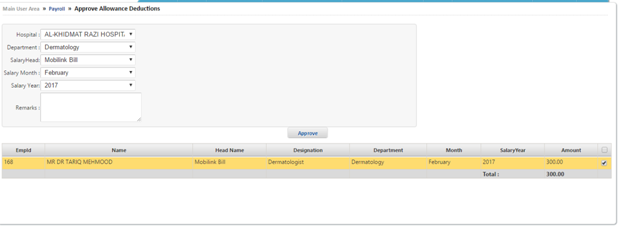 Main User Area » Payroll » Approve Allowance Deductions
Hospital : AL-KHIDMAT RAZI HOSPITA
Department : Dermatology
SalaryHead: Mobilink Bill
Salary Month : February
Salary Year: 2017
Remarks :
Approve
EmpId Name Head Name Designation Department Month SalaryYear Amount
168 MR DR TARIQ MEHMOOD Mobilink Bill Dermatologist Dermatology February 2017 300.00
Total : 300.00